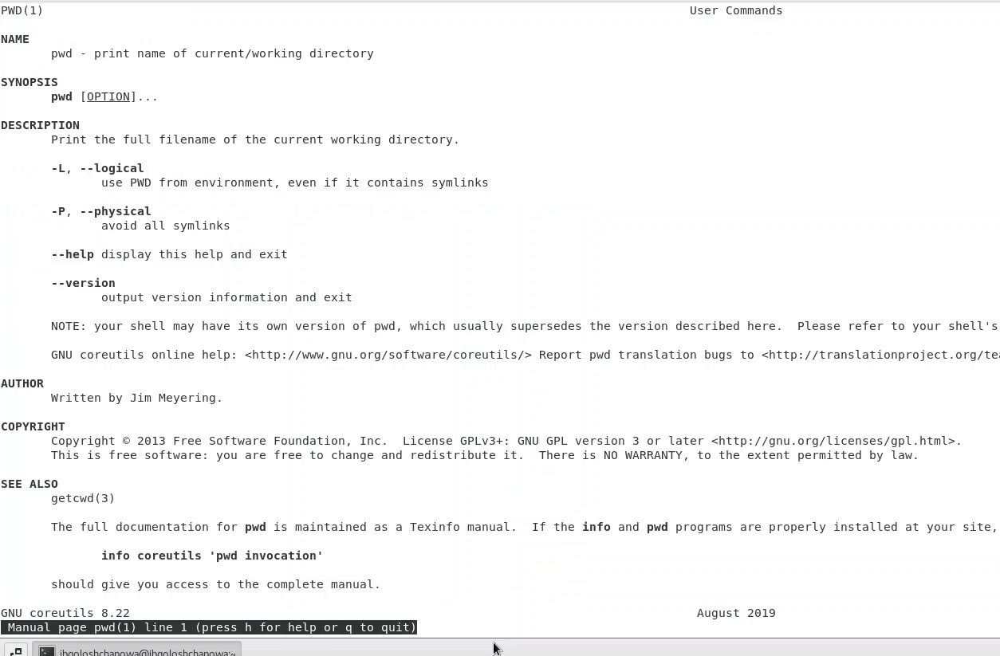 PWD(1) User Commands
NAME
pwd - print name of current/working directory
SYNOPSIS
pwd [OPTION]...
DESCRIPTION
Print the full filename of the current working directory.
-L, --logical
use PWD from environment, even if it contains symlinks
-P, --physical
avoid all symlinks
--help display this help and exit
--version
output version information and exit
NOTE: your shell may have its own version of pwd, which usually supersedes the version described here.  Please refer to your shell's
GNU coreutils online help: <http://www.gnu.org/software/coreutils/> Report pwd translation bugs to <http://translationproject.org/tea
AUTHOR
Written by Jim Meyering.
COPYRIGHT
Copyright © 2013 Free Software Foundation, Inc.  License GPLv3+: GNU GPL version 3 or later <http://gnu.org/licenses/gpl.html>.
This is free software: you are free to change and redistribute it.  There is NO WARRANTY, to the extent permitted by law.
SEE ALSO
getcwd(3)
The full documentation for pwd is maintained as a Texinfo manual.  If the info and pwd programs are properly installed at your site,
info coreutils 'pwd invocation'
should give you access to the complete manual.
GNU coreutils 8.22 August 2019
Manual page pwd(1) line 1 (press h for help or q to quit)
ibgoloshchapowa@ibgoloshchapowa:~